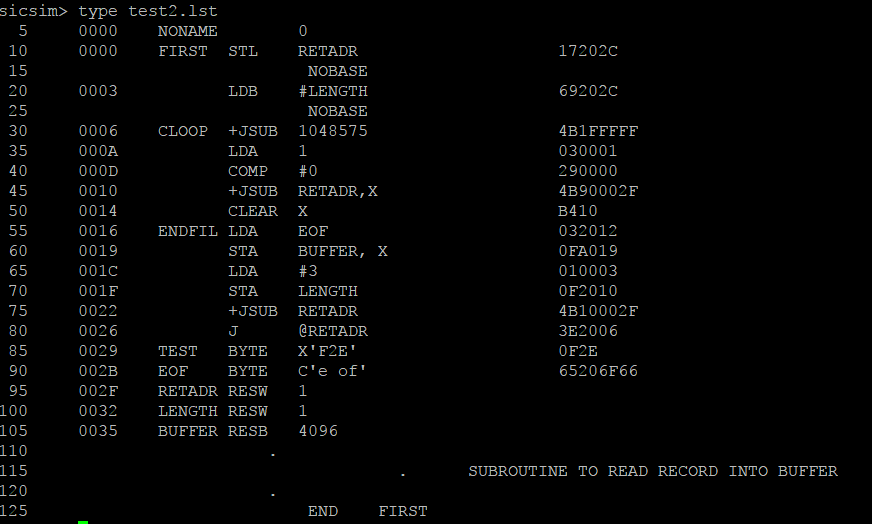 sicsim> type test2.lst
5 0000 NONAME 0
10 0000 FIRST STL RETADR 17202C
15 NOBASE
20 0003 LDB #LENGTH 69202C
25 NOBASE
30 0006 CLOOP +JSUB 1048575 4B1FFFFF
35 000A LDA 1 030001
40 000D COMP #0 290000
45 0010 +JSUB RETADR,X 4B90002F
50 0014 CLEAR X B410
55 0016 ENDFIL LDA EOF 032012
60 0019 STA BUFFER, X 0FA019
65 001C LDA #3 010003
70 001F STA LENGTH 0F2010
75 0022 +JSUB RETADR 4B10002F
80 0026 J @RETADR 3E2006
85 0029 TEST BYTE X'F2E' 0F2E
90 002B EOF BYTE C'e of' 65206F66
95 002F RETADR RESW 1
100 0032 LENGTH RESW 1
105 0035 BUFFER RESB 4096
110 .
115 . SUBROUTINE TO READ RECORD INTO BUFFER
120 .
125 END FIRST